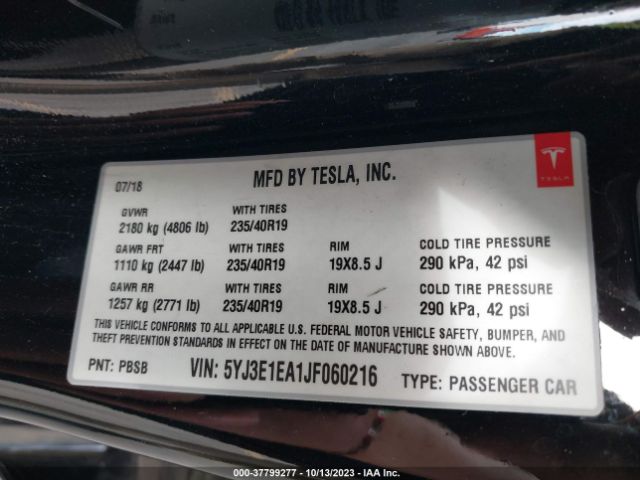 07/18
MFD BY TESLA, INC.
TESLA
GVWR
WITH TIRES
2180 kg (4806 lb) 235/40R19
GAWR FRT WITH TIRES RIM COLD TIRE PRESSURE
1110 kg (2447 lb) 235/40R19 19X8.5 J 290 kPa, 42 psi
GAWR RR WITH TIRES RIM COLD TIRE PRESSURE
1257 kg (2771 lb) 235/40R19 19X8.5 J 290 kPa, 42 psi
THIS VEHICLE CONFORMS TO ALL APPLICABLE U.S. FEDERAL MOTOR VEHICLE SAFETY, BUMPER, AND
THEFT PREVENTION STANDARDS IN EFFECT ON THE DATE OF MANUFACTURE SHOWN ABOVE.
PNT: PBSB VIN: 5YJ3E1EA1JF060216 TYPE: PASSENGER CAR
000-37799277 - 10/13/2023 - IAA Inc.